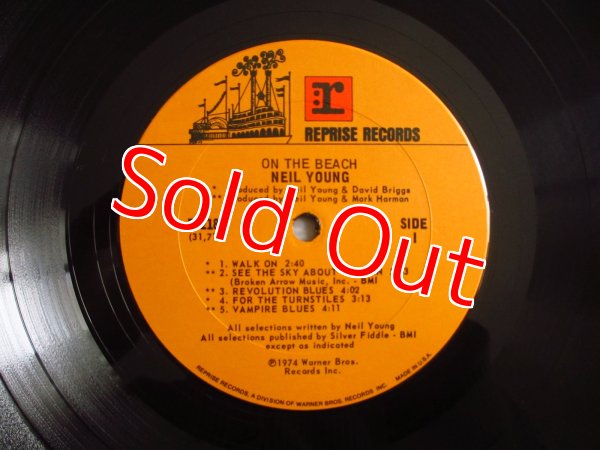 r
REPRISE RECORDS
ON THE BEACH
NEIL YOUNG
* Produced by Neil Young & David Briggs
** Produced by Neil Young & Mark Harman
SIDE
(31,7
1
* 1. WALK ON 2:40
** 2. SEE THE SKY ABOUT
(Broken Arrow Music, Inc. - BMI
** 3. REVOLUTION BLUES 4:02
* 4. FOR THE TURNSTILES 3:13
** 5. VAMPIRE BLUES 4:11
All selections written by Neil Young
All selections published by Silver Fiddle - BMI
except as indicated
℗1974 Warner Bros.
Records Inc.
REPRISE RECORDS, A DIVISION OF WARNER BROS. RECORDS INC. MADE IN U.S.A.
Sold Out